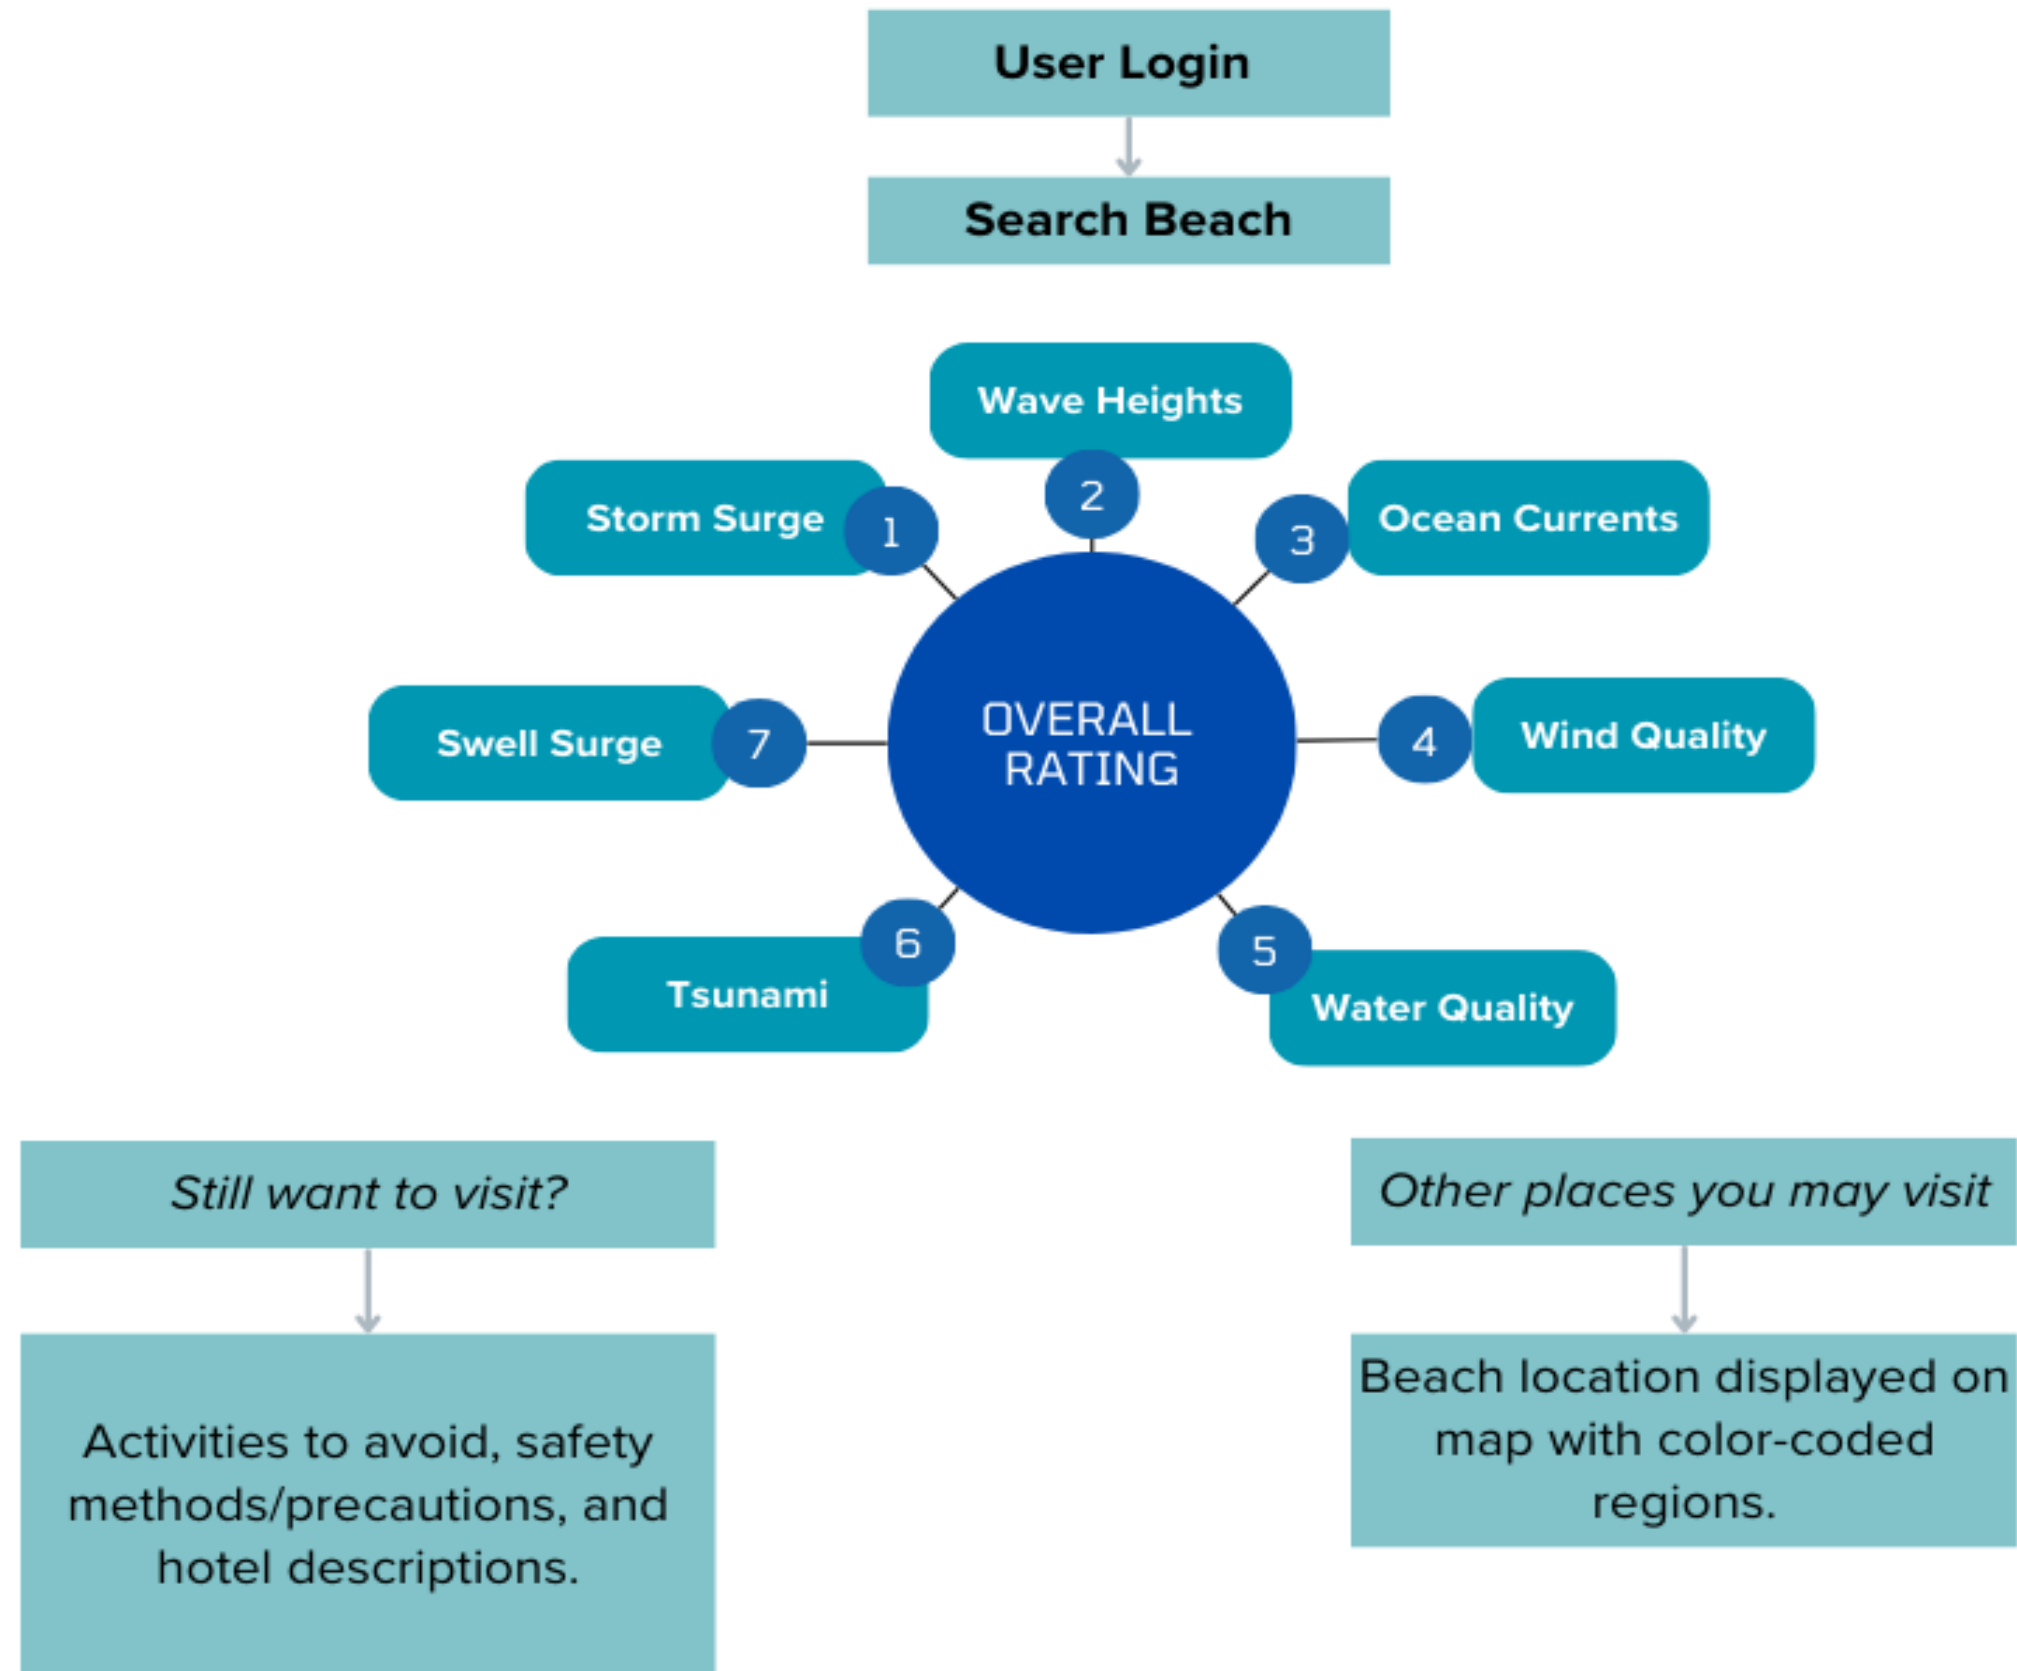 User Login
Search Beach
Wave Heights
2
Storm Surge
1
3
Ocean Currents
OVERALL
RATING
Swell Surge
7
4
Wind Quality
6
Tsunami
5
Water Quality
Still want to visit?
Other places you may visit
Activities to avoid, safety
methods/precautions, and
hotel descriptions.
Beach location displayed on
map with color-coded
regions.